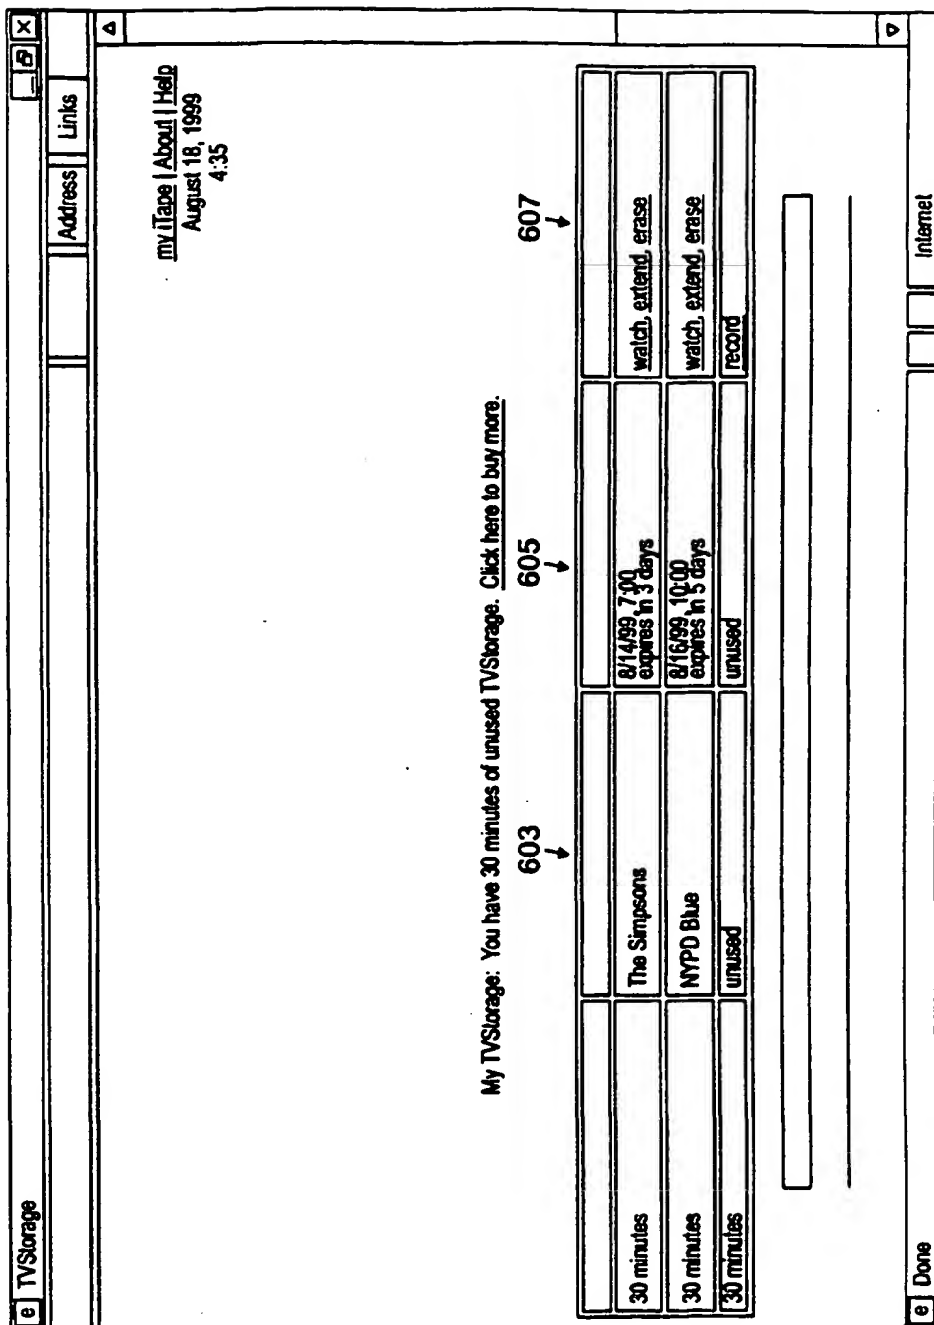 e TVStorage
_ X
Address Links
my iTape | About | Help
August 18, 1999
4:35
My TVStorage: You have 30 minutes of unused TVStorage. Click here to buy more.
603 605 607
30 minutes The Simpsons 8/14/99, 7:00 expires in 3 days watch, extend, erase
30 minutes NYPD Blue 8/16/99, 10:00 expires in 5 days watch, extend, erase
30 minutes unused unused record
e Done Internet